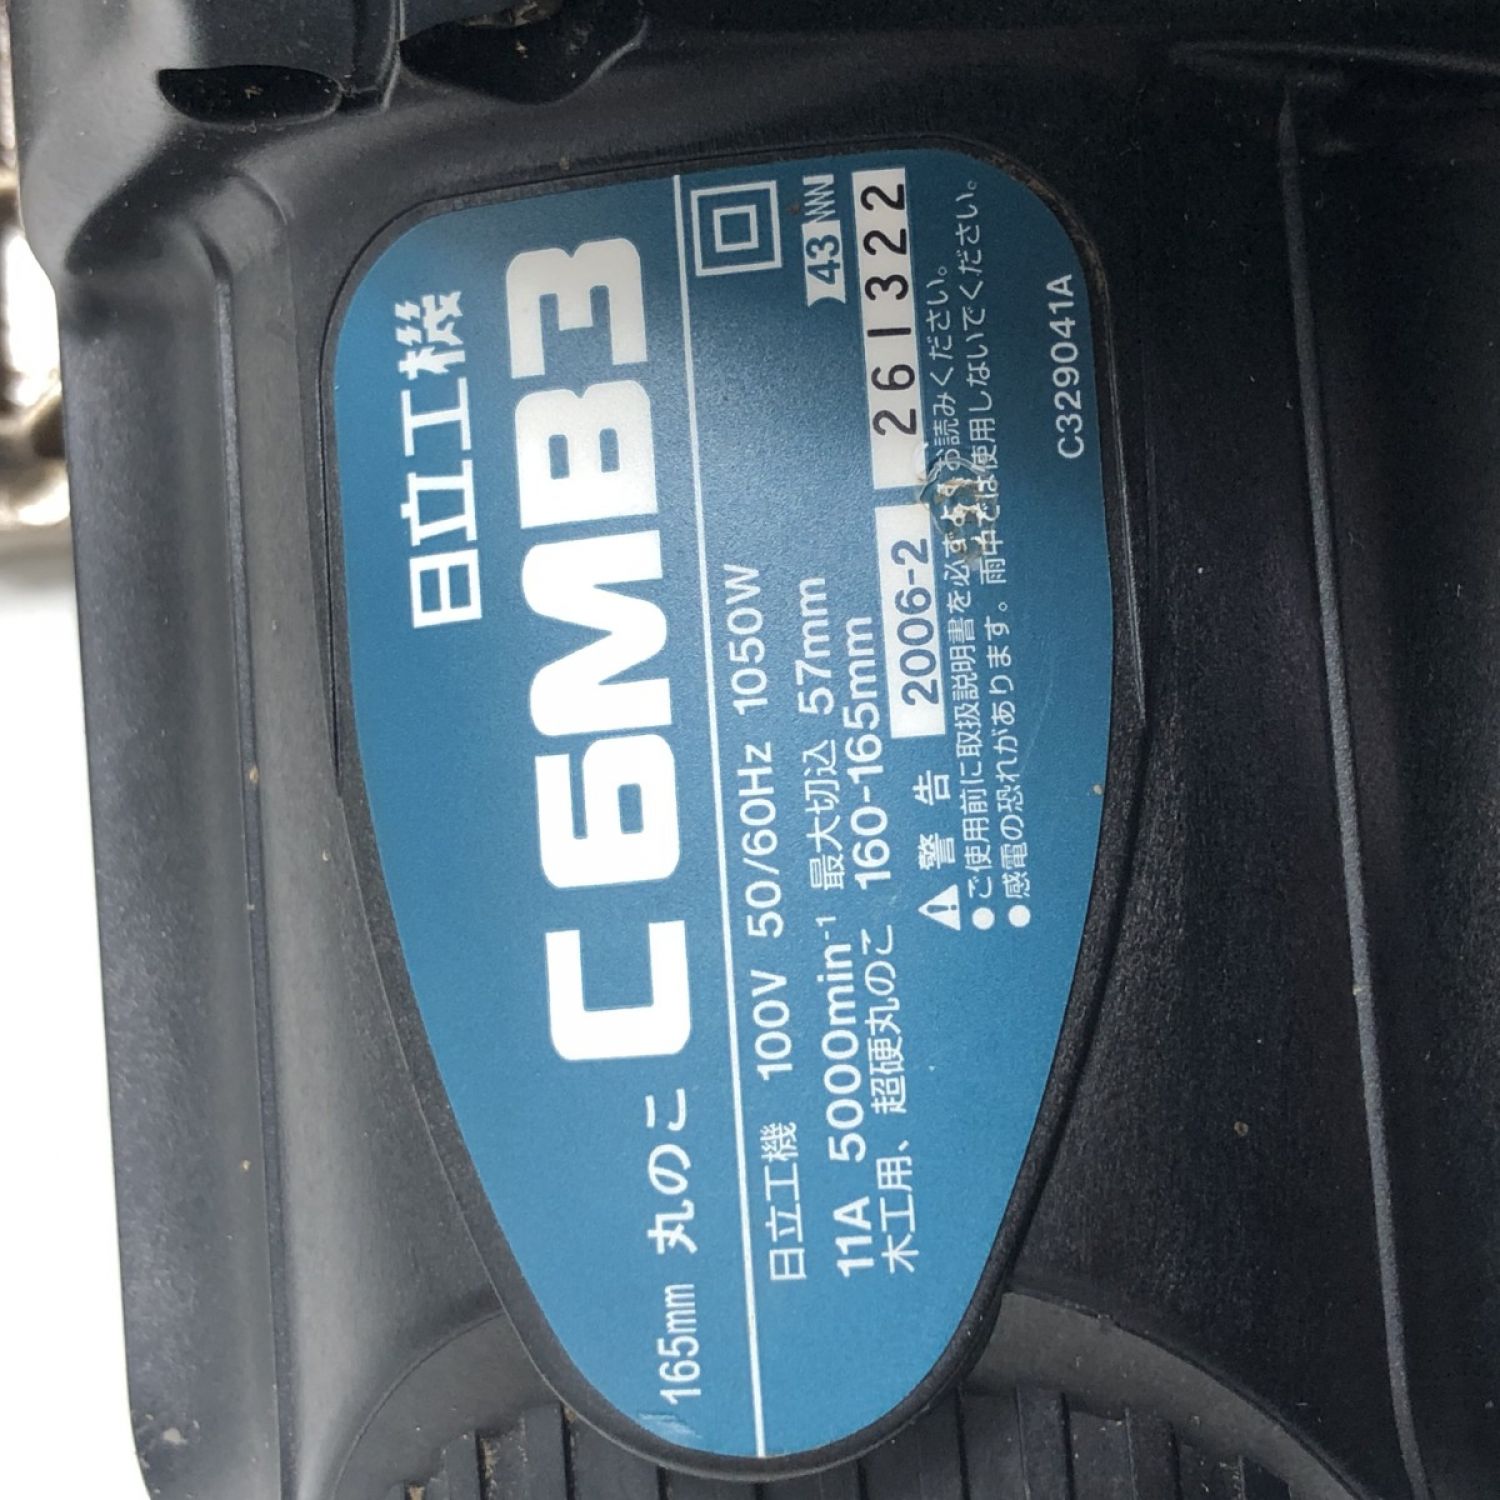 日立工機
C6MB3
165mm 丸のこ
日立工機 100V 50/60Hz 1050W
11A 5000min⁻¹ 最大切込 57mm
木工用、超硬丸のこ 160-165mm
43
2006-2 261322
⚠警告
●ご使用前に取扱説明書を必ずお読みください。
●感電の恐れがあります。雨中では使用しないでください。
C329041A